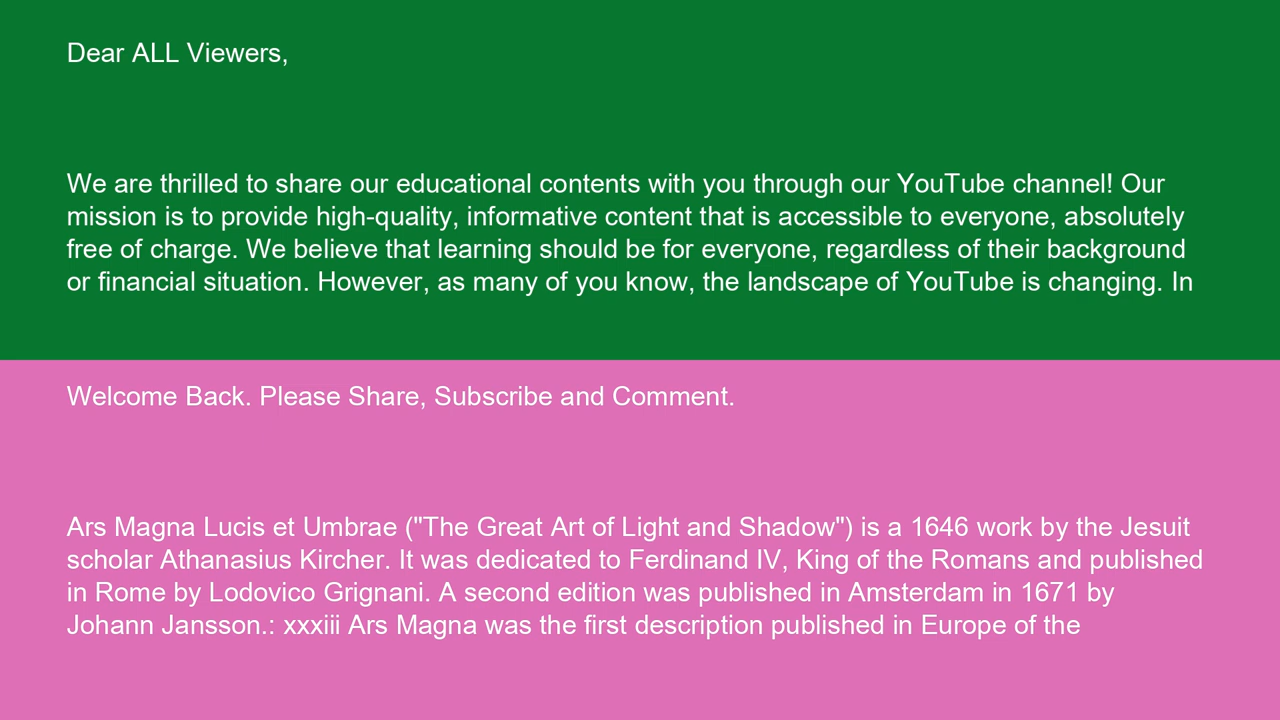 Dear ALL Viewers,
We are thrilled to share our educational contents with you through our YouTube channel! Our
mission is to provide high-quality, informative content that is accessible to everyone, absolutely
free of charge. We believe that learning should be for everyone, regardless of their background
or financial situation. However, as many of you know, the landscape of YouTube is changing. In
Welcome Back. Please Share, Subscribe and Comment.
Ars Magna Lucis et Umbrae ("The Great Art of Light and Shadow") is a 1646 work by the Jesuit
scholar Athanasius Kircher. It was dedicated to Ferdinand IV, King of the Romans and published
in Rome by Lodovico Grignani. A second edition was published in Amsterdam in 1671 by
Johann Jansson.: xxxiii Ars Magna was the first description published in Europe of the